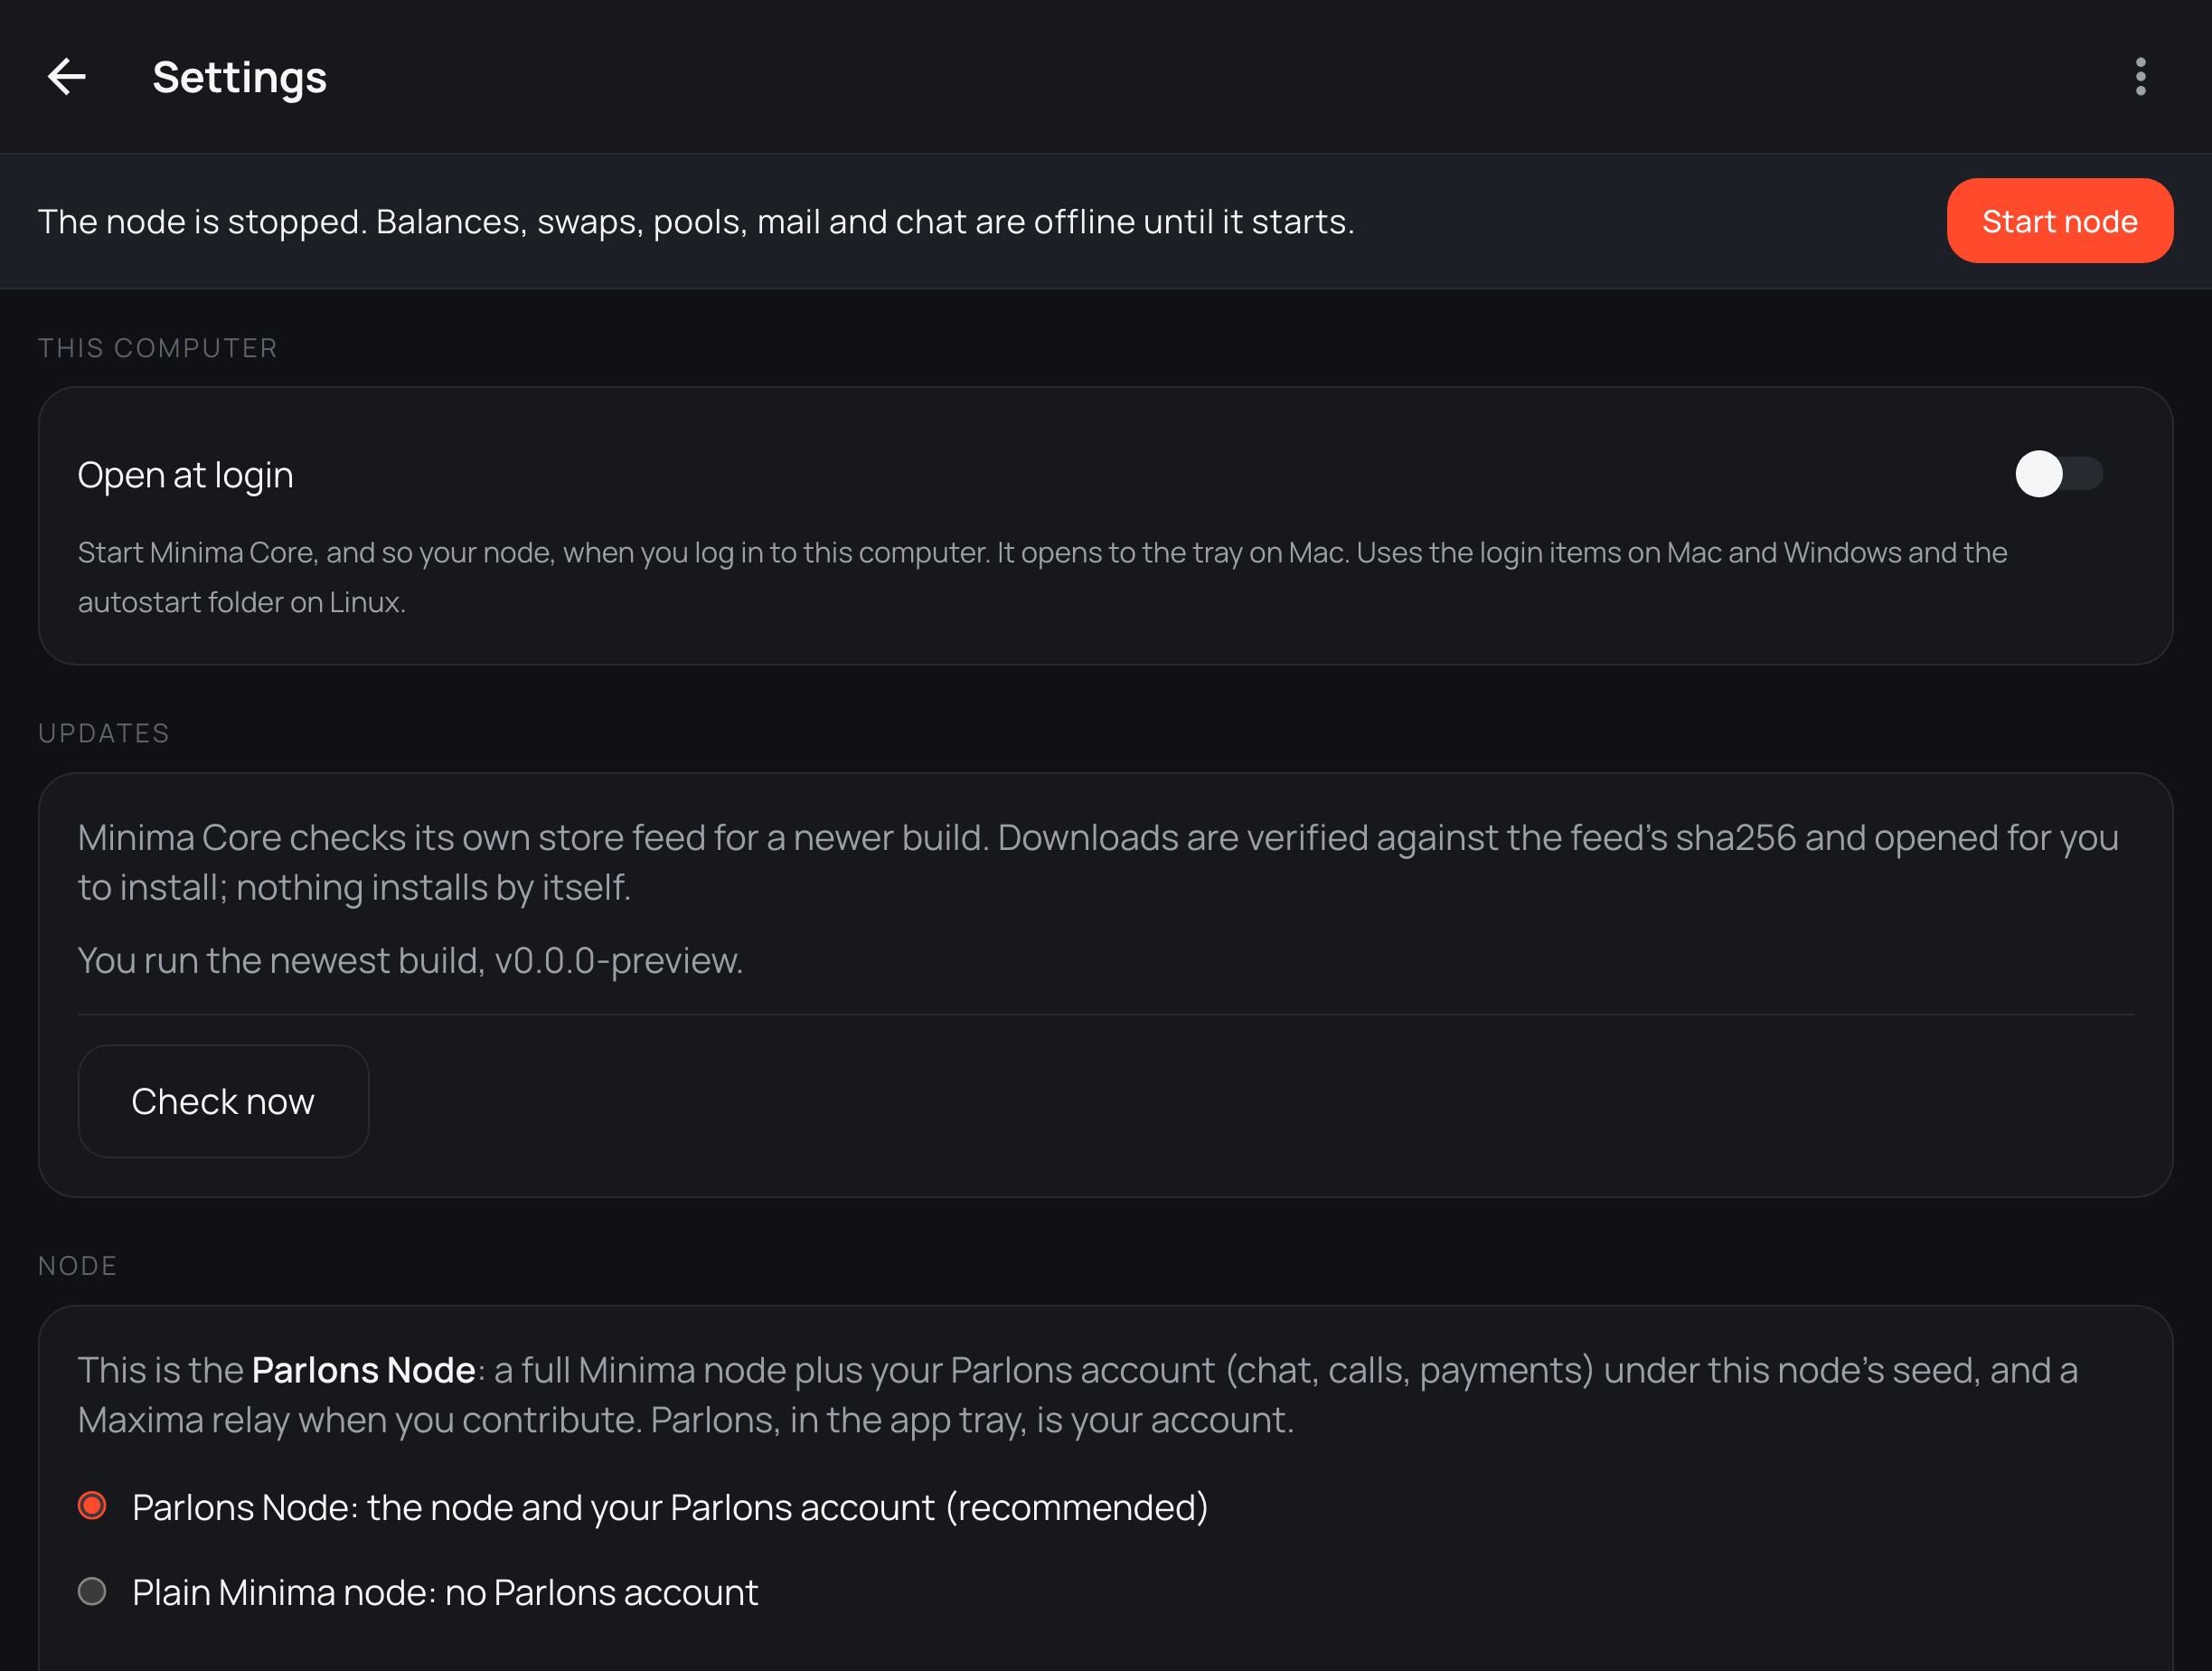 Settings
The node is stopped. Balances, swaps, pools, mail and chat are offline until it starts.
Start node
THIS COMPUTER
Open at login
Start Minima Core, and so your node, when you log in to this computer. It opens to the tray on Mac. Uses the login items on Mac and Windows and the
autostart folder on Linux.
UPDATES
Minima Core checks its own store feed for a newer build. Downloads are verified against the feed's sha256 and opened for you
to install; nothing installs by itself.
You run the newest build, v0.0.0-preview.
Check now
NODE
This is the Parlons Node: a full Minima node plus your Parlons account (chat, calls, payments) under this node's seed, and a
Maxima relay when you contribute. Parlons, in the app tray, is your account.
Parlons Node: the node and your Parlons account (recommended)
Plain Minima node: no Parlons account